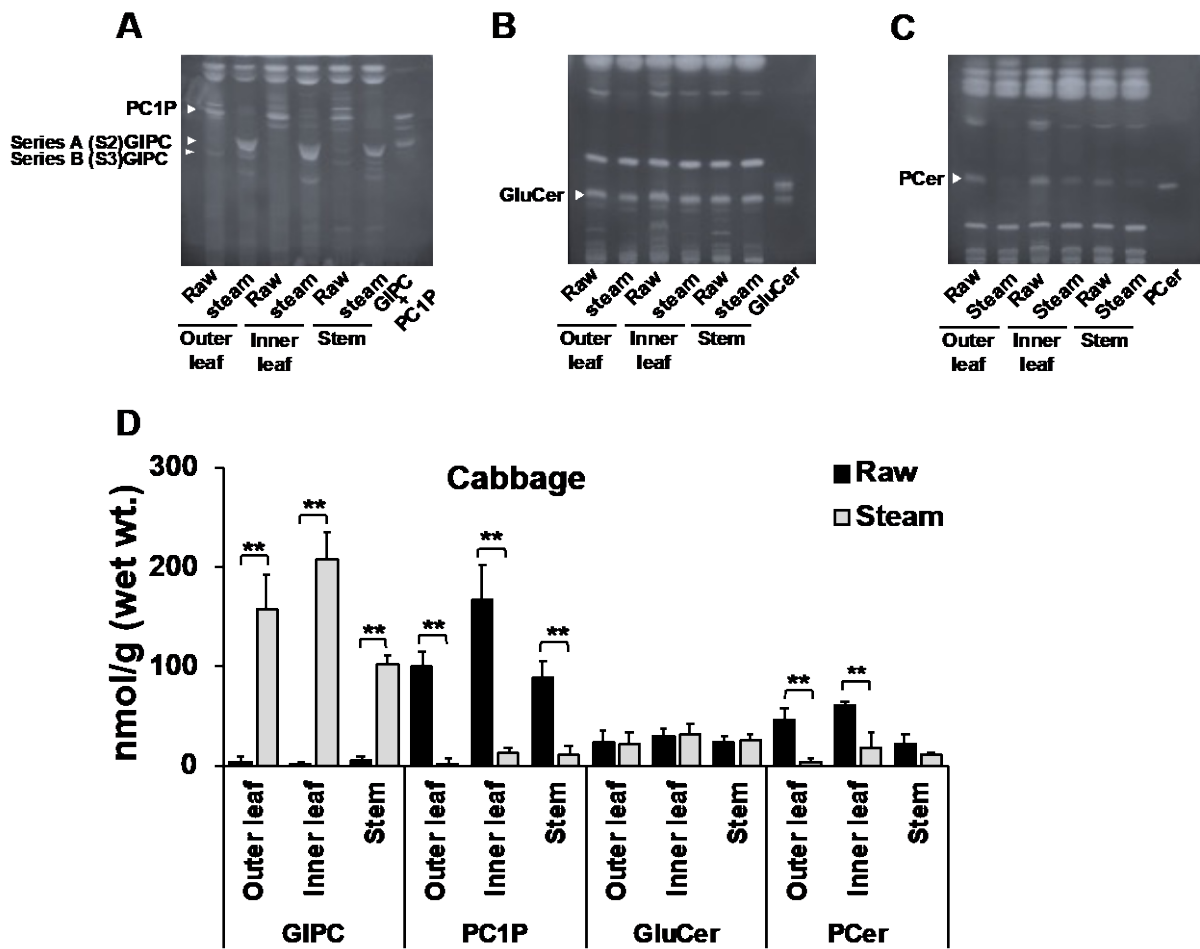 A
PC1P
Series A (S2)GIPC
Series B (S3)GIPC
Raw
steam
Raw
steam
Raw
steam
GIPC
+
PC1P
Outer
leaf
Inner
leaf
Stem
B
GluCer
Raw
steam
Raw
steam
Raw
steam
GluCer
Outer
leaf
Inner
leaf
Stem
C
PCer
Raw
Steam
Raw
Steam
Raw
Steam
PCer
Outer
leaf
Inner
leaf
Stem
D
Cabbage
Raw
Steam
nmol/g (wet wt.)
300
200
100
0
**
**
**
**
**
**
**
**
Outer leaf
Inner leaf
Stem
Outer leaf
Inner leaf
Stem
Outer leaf
Inner leaf
Stem
Outer leaf
Inner leaf
Stem
GIPC
PC1P
GluCer
PCer